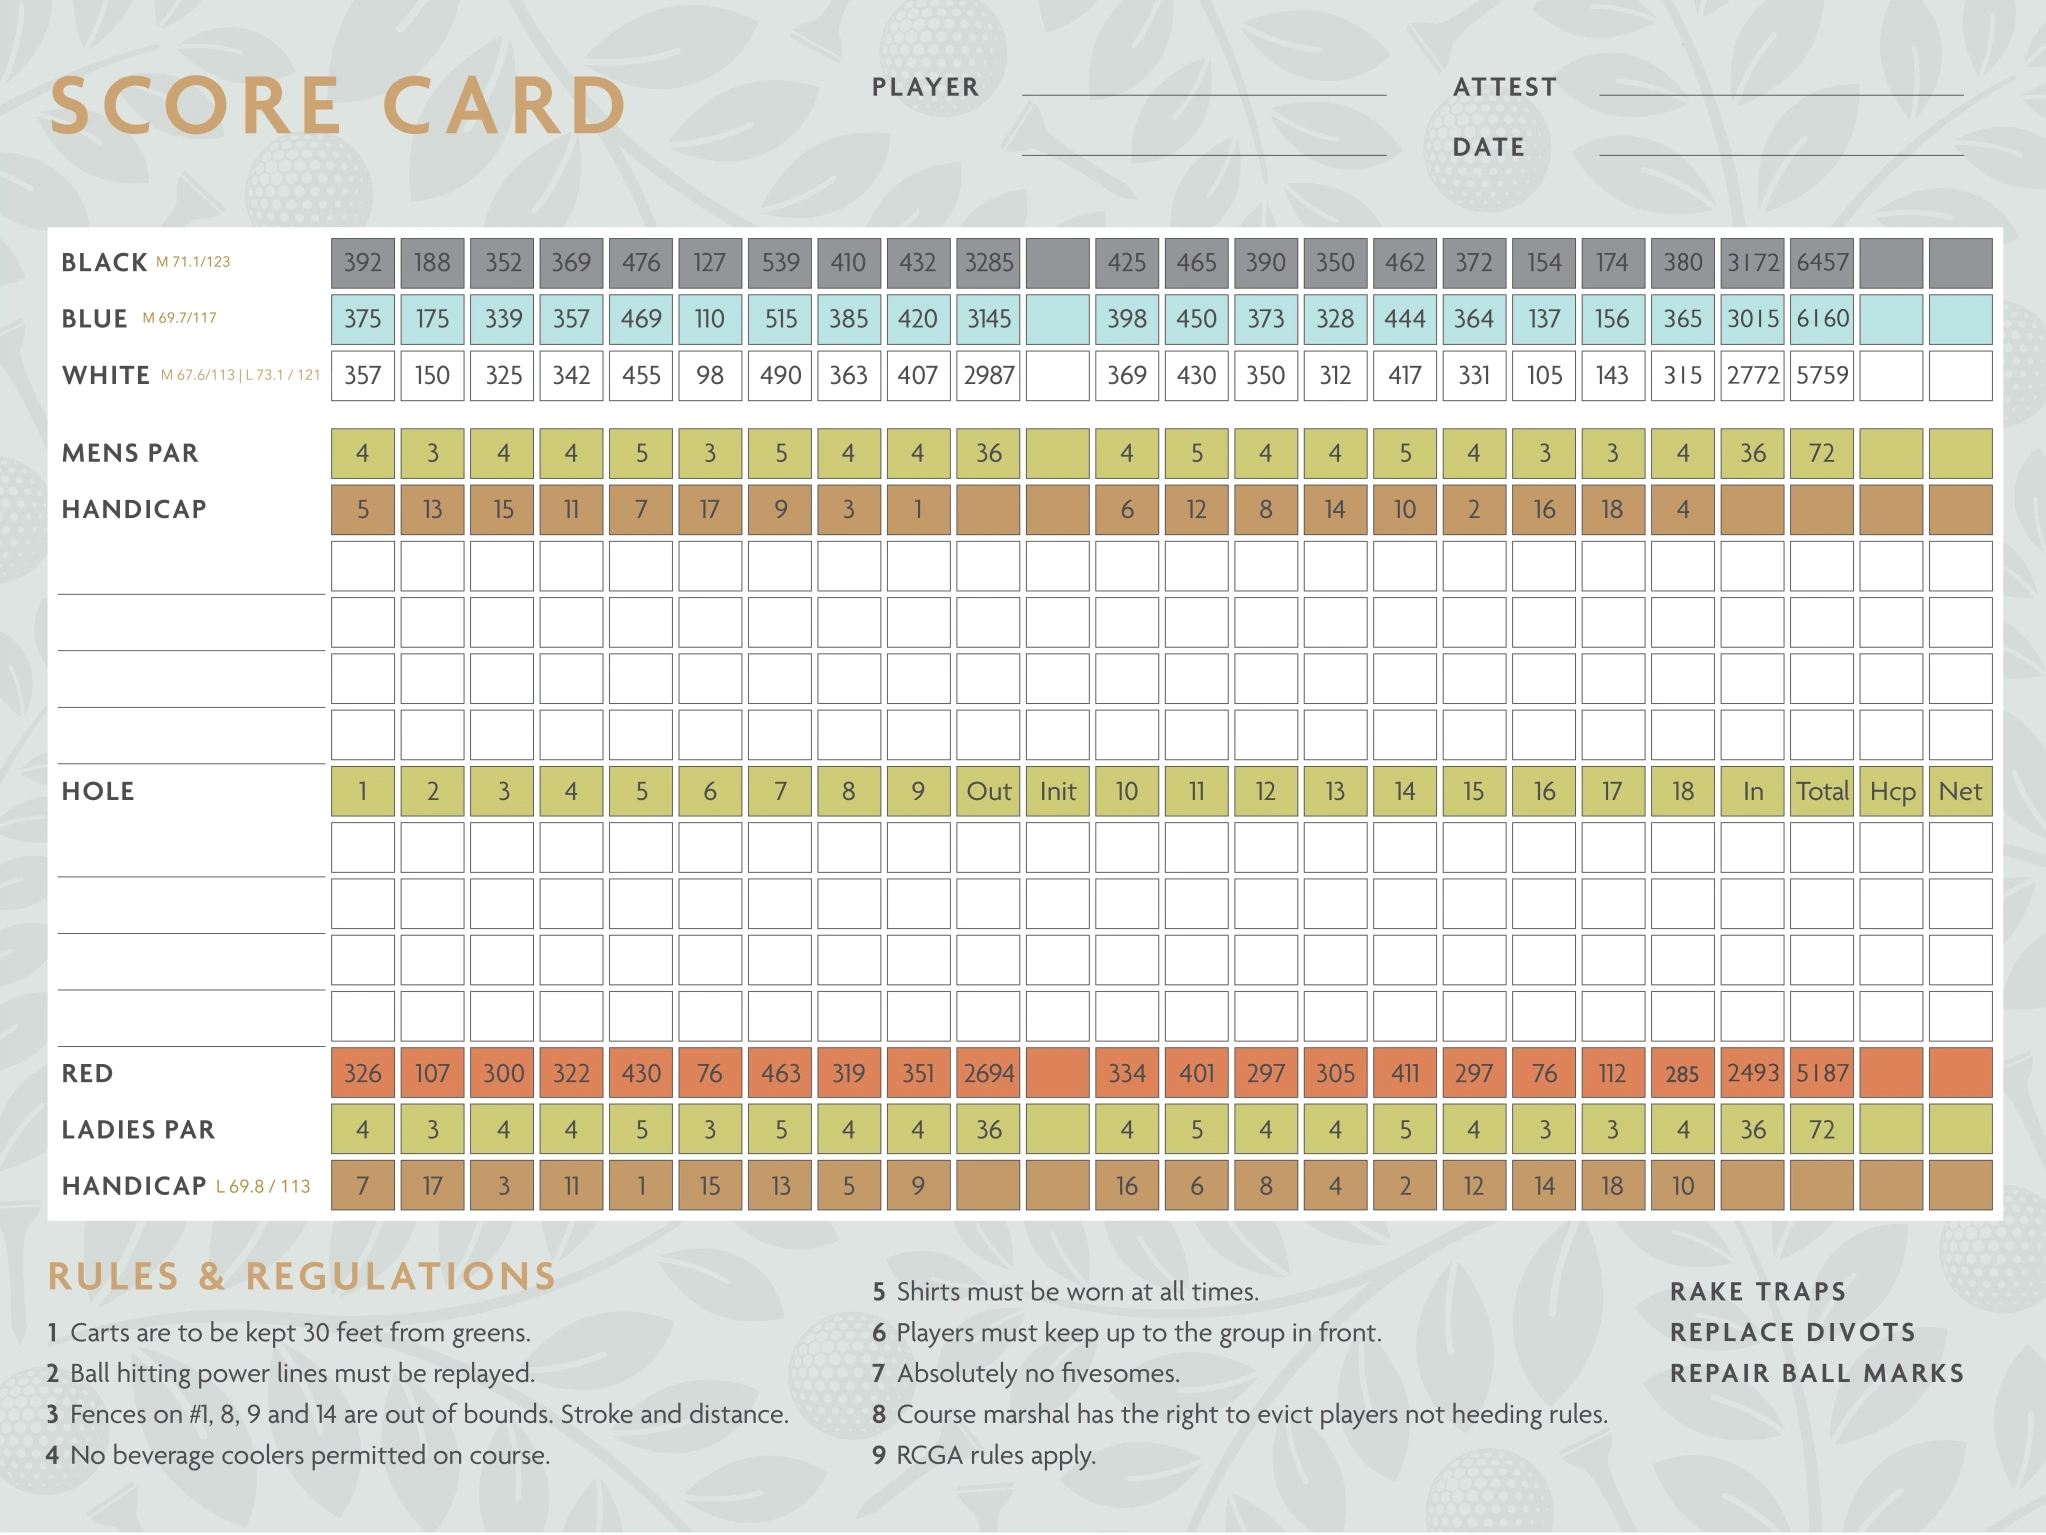 SCORE CARD
PLAYER
ATTEST
DATE
BLACK M 71.1/123 392 188 352 369 476 127 539 410 432 3285 425 465 390 350 462 372 154 174 380 3172 6457
BLUE M 69.7/117 375 175 339 357 469 110 515 385 420 3145 398 450 373 328 444 364 137 156 365 3015 6160
WHITE M 67.6/113 | L 73.1 / 121 357 150 325 342 455 98 490 363 407 2987 369 430 350 312 417 331 105 143 315 2772 5759
MENS PAR 4 3 4 4 5 3 5 4 4 36 4 5 4 4 5 4 3 3 4 36 72
HANDICAP 5 13 15 11 7 17 9 3 1 6 12 8 14 10 2 16 18 4
HOLE 1 2 3 4 5 6 7 8 9 Out Init 10 11 12 13 14 15 16 17 18 In Total Hcp Net
RED 326 107 300 322 430 76 463 319 351 2694 334 401 297 305 411 297 76 112 285 2493 5187
LADIES PAR 4 3 4 4 5 3 5 4 4 36 4 5 4 4 5 4 3 3 4 36 72
HANDICAP L 69.8 / 113 7 17 3 11 1 15 13 5 9 16 6 8 4 2 12 14 18 10
RULES & REGULATIONS
1 Carts are to be kept 30 feet from greens.
2 Ball hitting power lines must be replayed.
3 Fences on #1, 8, 9 and 14 are out of bounds. Stroke and distance.
4 No beverage coolers permitted on course.
5 Shirts must be worn at all times.
6 Players must keep up to the group in front.
7 Absolutely no fivesomes.
8 Course marshal has the right to evict players not heeding rules.
9 RCGA rules apply.
RAKE TRAPS
REPLACE DIVOTS
REPAIR BALL MARKS